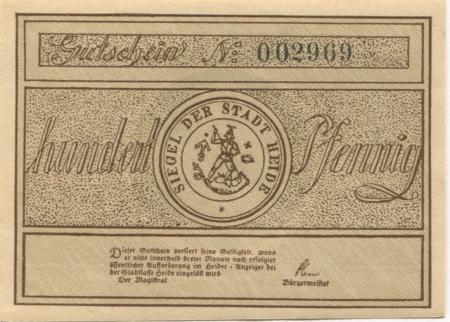 Gutschein No: 002969
hundert Pfennig
SIEGEL DER STADT HEIDE
Dieser Gutschein verliert seine Gültigkeit, wenn
er nicht innerhalb dreier Monate nach erfolgter
öffentlicher Aufforderung im Heider Anzeiger bei
der Stadtkasse Heide eingelöst wird
Der Magistrat
Bürgermeister